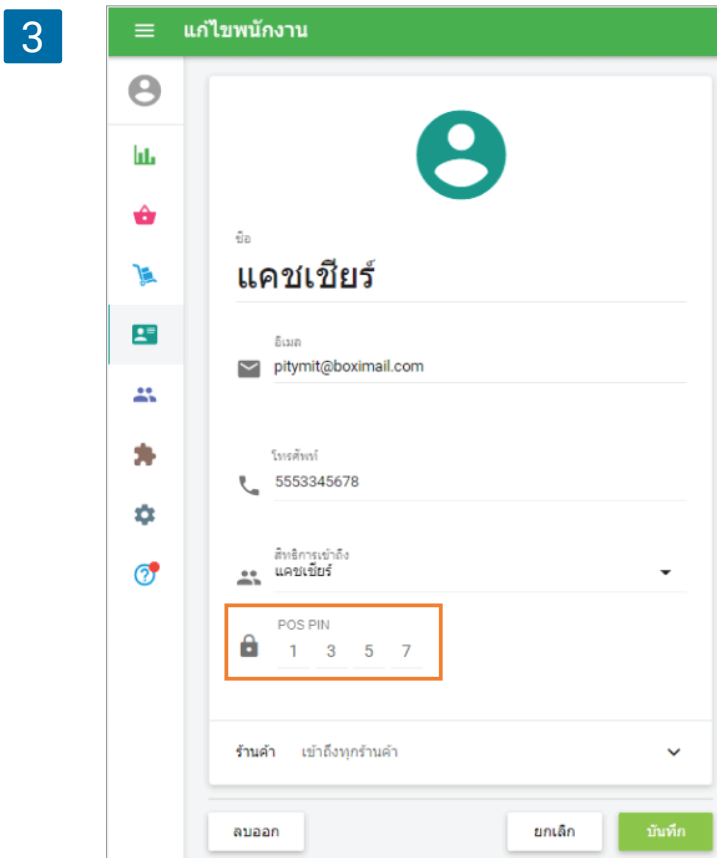 3
แก้ไขพนักงาน
ชื่อ
แคชเชียร์
อีเมล
pitymit@boximail.com
โทรศัพท์
5553345678
สิทธิการเข้าถึง
แคชเชียร์
POS PIN
1 3 5 7
ร้านค้า เข้าถึงทุกร้านค้า
ลบออก ยกเลิก บันทึก